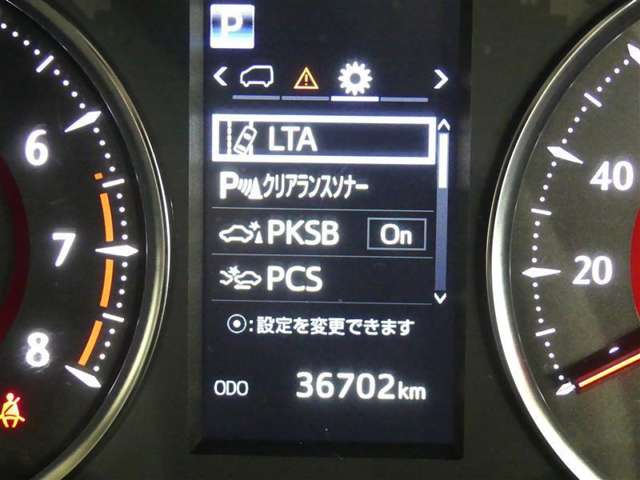 P
LTA
Pクリアランスソナー
PKSB On
PCS
⦿:設定を変更できます
ODO 36702km
6
7
8
40
20